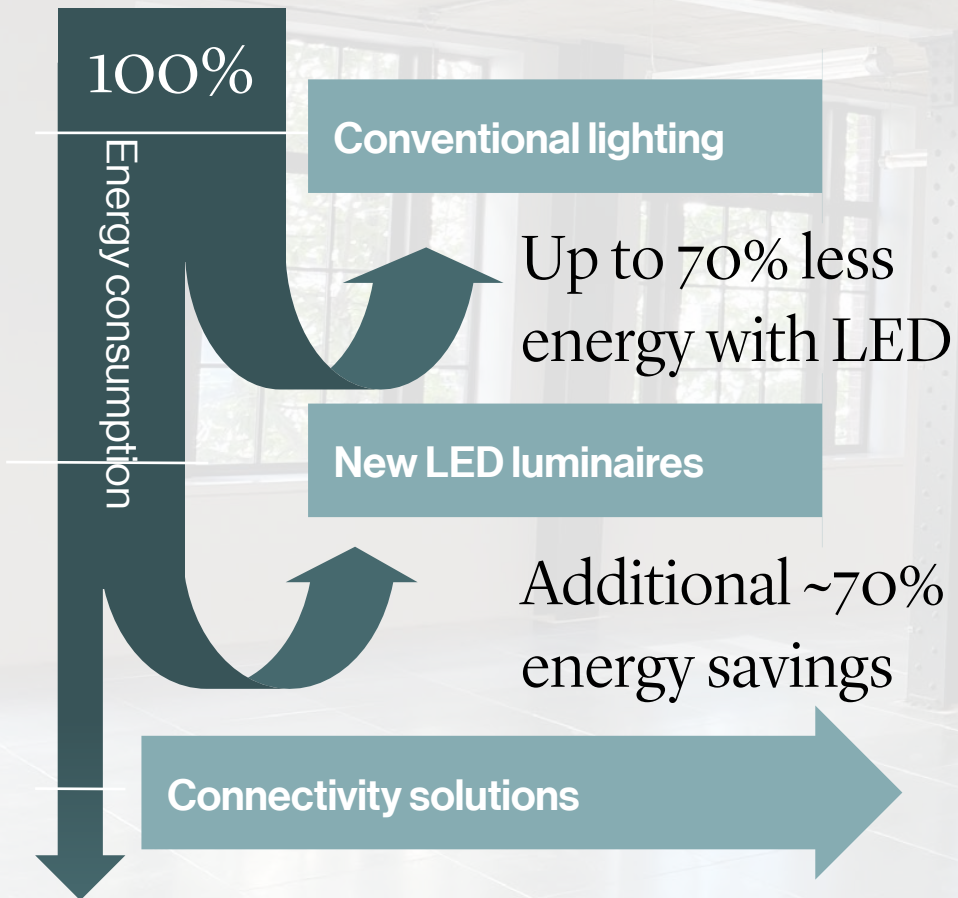 100%
Energy consumption
Conventional lighting
Up to 70% less
energy with LED
New LED luminaires
Additional ~70%
energy savings
Connectivity solutions